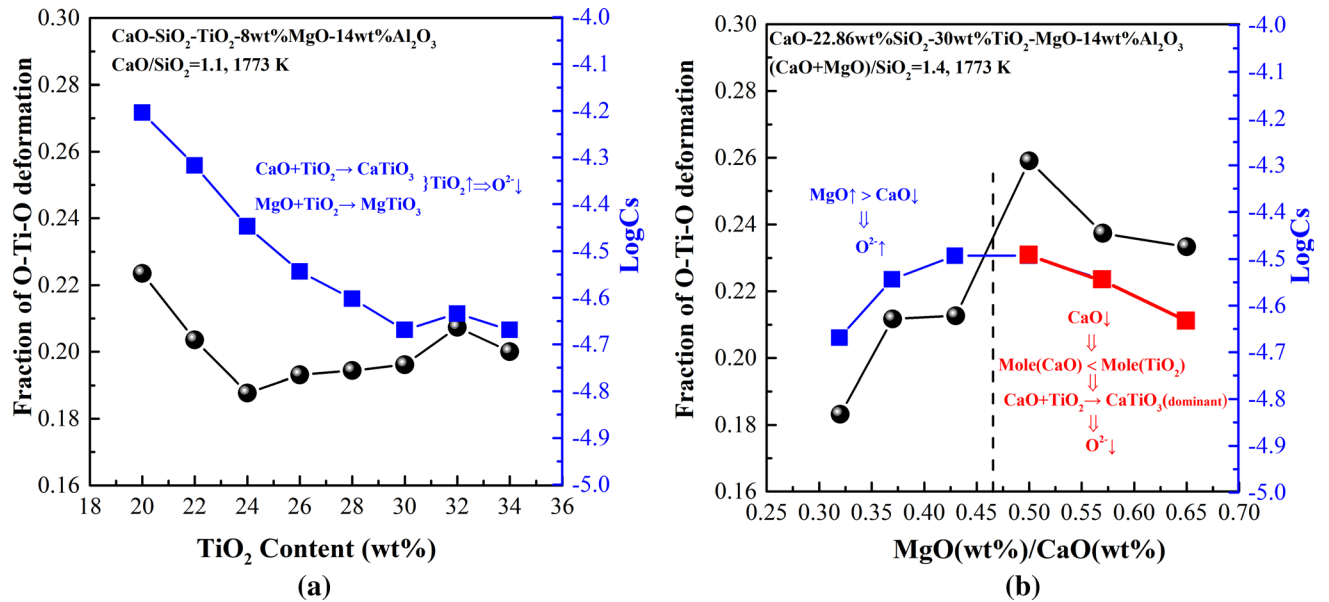 CaO-SiO₂-TiO₂-8wt%MgO-14wt%Al₂O₃
CaO/SiO₂=1.1, 1773 K
Fraction of O-Ti-O deformation
0.30
0.28
0.26
0.24
0.22
0.20
0.18
0.16
CaO+TiO₂→ CaTiO₃
MgO+TiO₂→ MgTiO₃
}TiO₂↑⇒O²⁻↓
-4.0
-4.1
-4.2
-4.3
-4.4
-4.5
-4.6
-4.7
-4.8
-4.9
-5.0
LogCs
18 20 22 24 26 28 30 32 34 36
TiO₂ Content (wt%)
(a)
CaO-22.86wt%SiO₂-30wt%TiO₂-MgO-14wt%Al₂O₃
(CaO+MgO)/SiO₂=1.4, 1773 K
Fraction of O-Ti-O deformation
0.30
0.28
0.26
0.24
0.22
0.20
0.18
0.16
MgO↑ > CaO↓
⇓
O²⁻↑
CaO↓
⇓
Mole(CaO) < Mole(TiO₂)
⇓
CaO+TiO₂→ CaTiO₃(dominant)
⇓
O²⁻↓
-4.0
-4.1
-4.2
-4.3
-4.4
-4.5
-4.6
-4.7
-4.8
-4.9
-5.0
LogCs
0.25 0.30 0.35 0.40 0.45 0.50 0.55 0.60 0.65 0.70
MgO(wt%)/CaO(wt%)
(b)